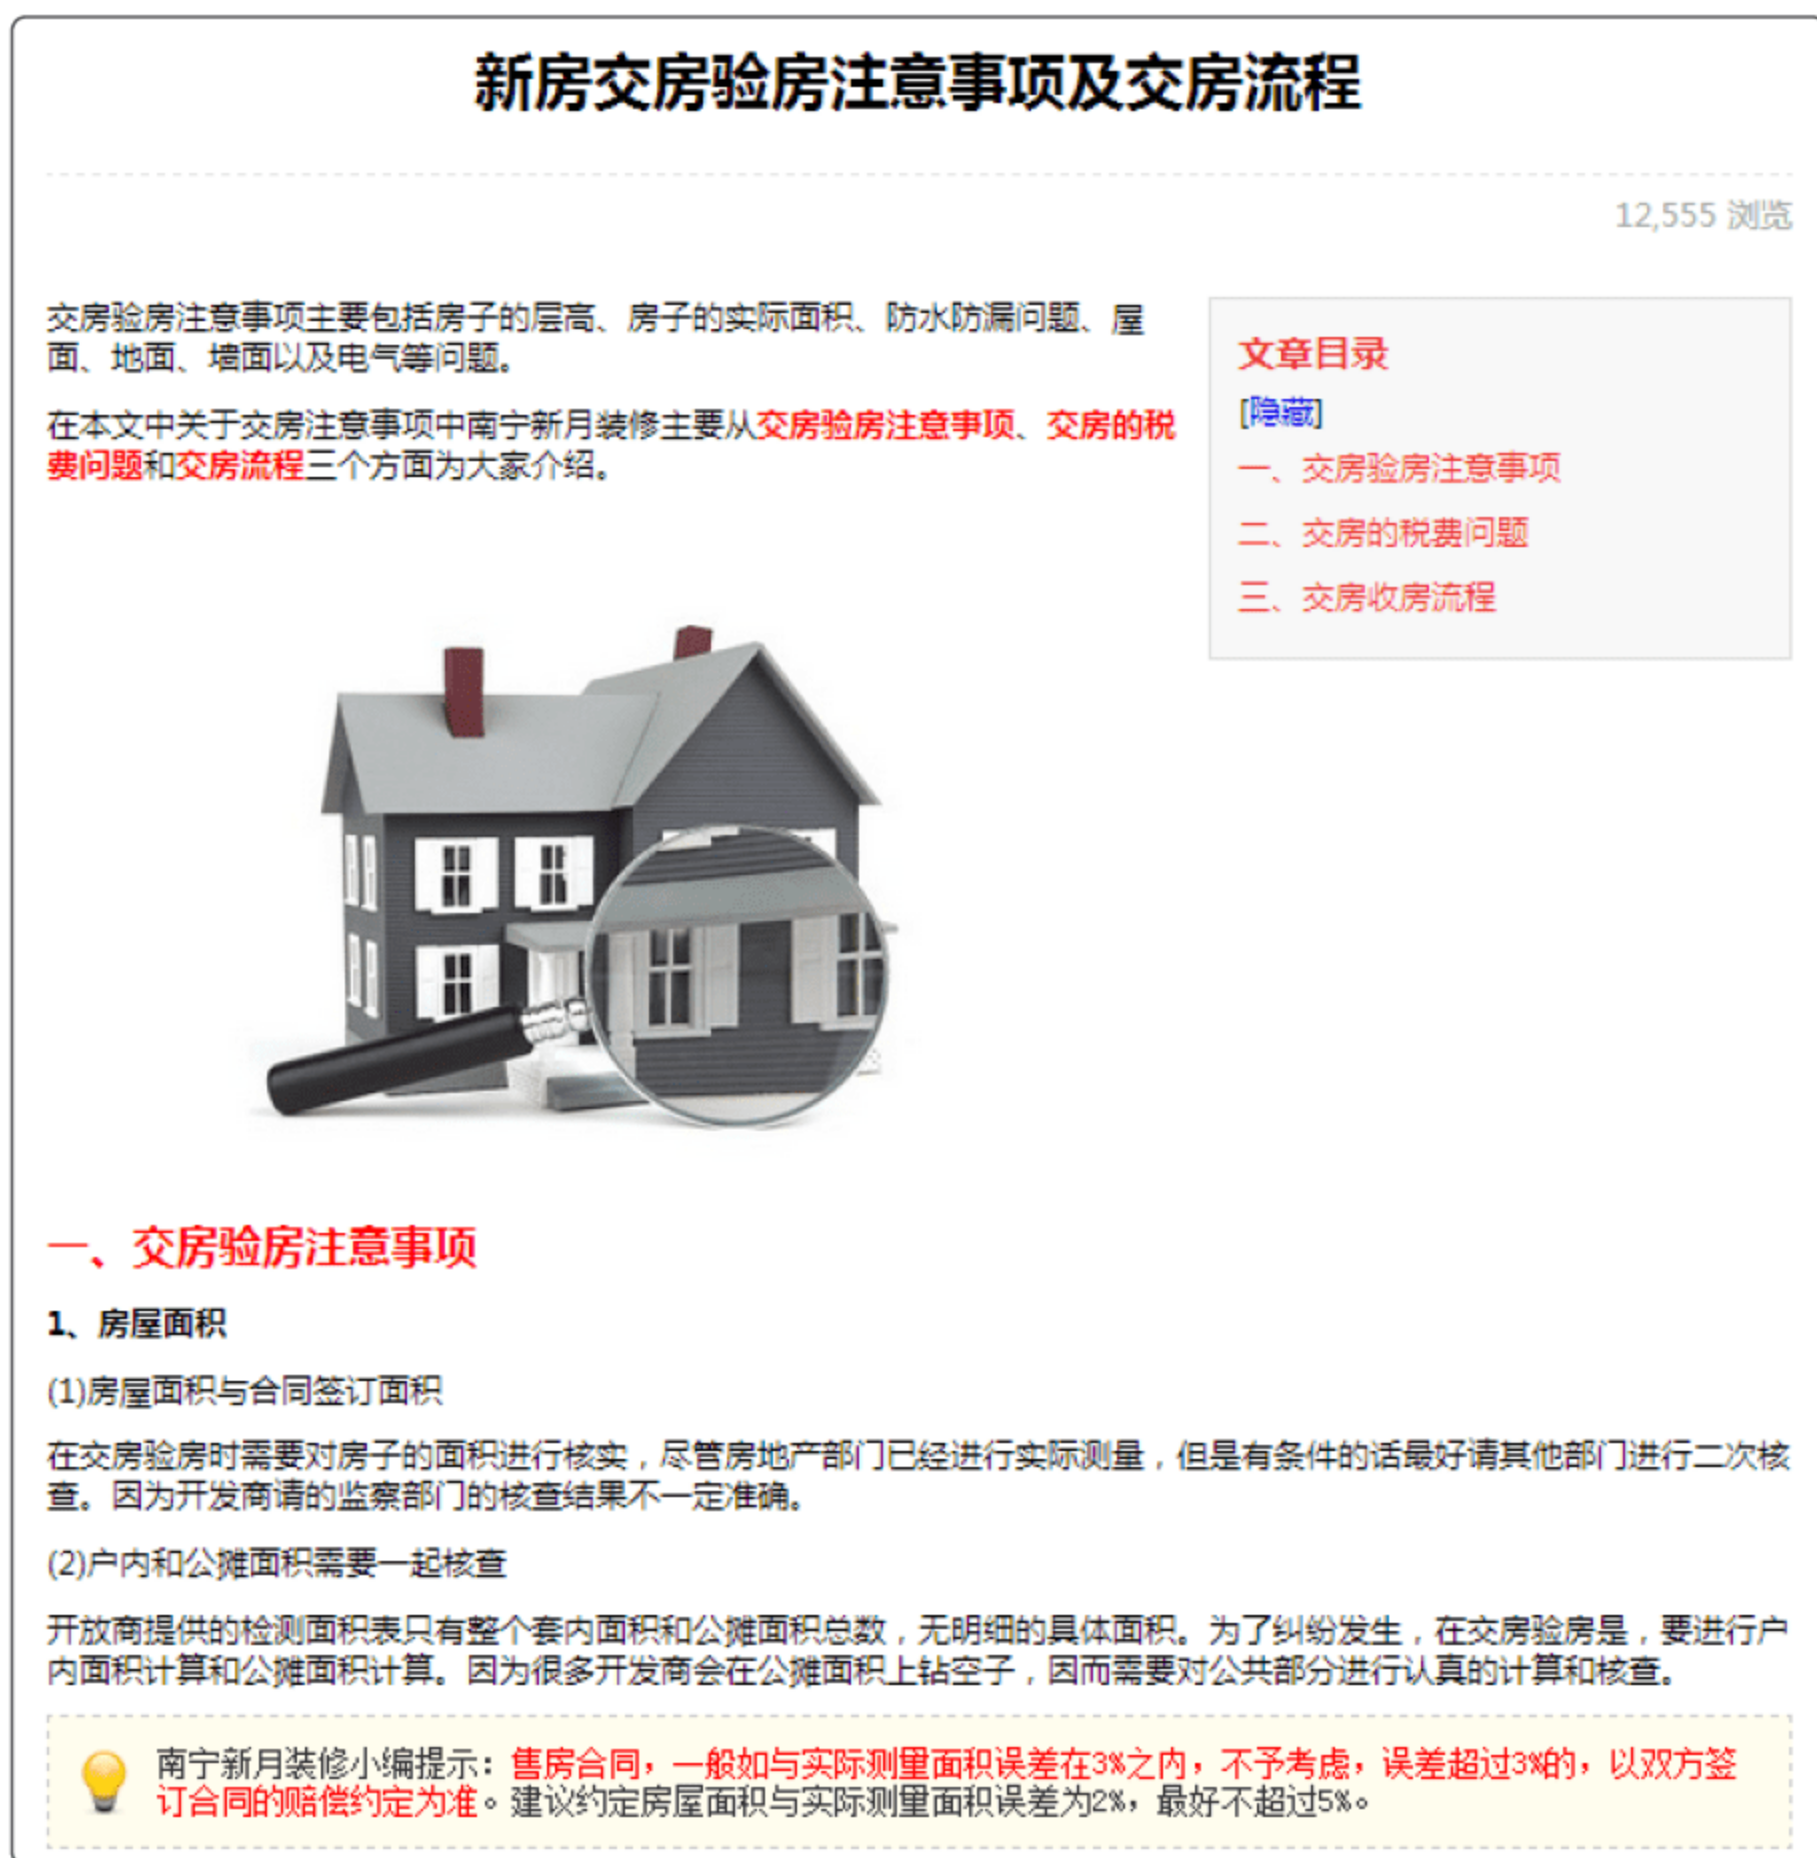 新房交房验房注意事项及交房流程
12,555 浏览
交房验房注意事项主要包括房子的层高、房子的实际面积、防水防漏问题、屋
面、地面、墙面以及电气等问题。
在本文中关于交房注意事项中南宁新月装修主要从交房验房注意事项、交房的税
费问题和交房流程三个方面为大家介绍。
文章目录
[隐藏]
一、交房验房注意事项
二、交房的税费问题
三、交房收房流程
一、交房验房注意事项
1、房屋面积
(1)房屋面积与合同签订面积
在交房验房时需要对房子的面积进行核实，尽管房地产部门已经进行实际测量，但是有条件的话最好请其他部门进行二次核
查。因为开发商请的监察部门的核查结果不一定准确。
(2)户内和公摊面积需要一起核查
开放商提供的检测面积表只有整个套内面积和公摊面积总数，无明细的具体面积。为了纠纷发生，在交房验房是，要进行户
内面积计算和公摊面积计算。因为很多开发商会在公摊面积上钻空子，因而需要对公共部分进行认真的计算和核查。
南宁新月装修小编提示：售房合同，一般如与实际测量面积误差在3%之内，不予考虑，误差超过3%的，以双方签
订合同的赔偿约定为准。建议约定房屋面积与实际测量面积误差为2%，最好不超过5%。